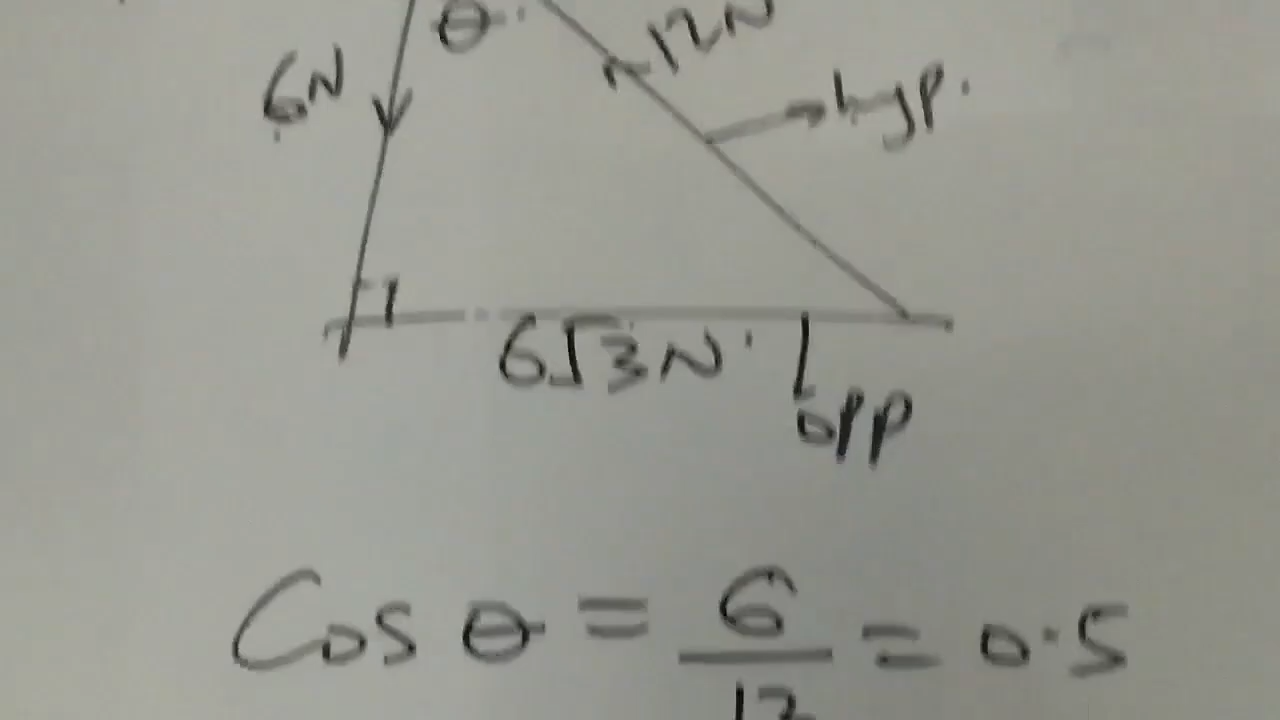 θ
12N
6N
hyp.
6√3N
opp
Cos θ = 6/12 = 0.5